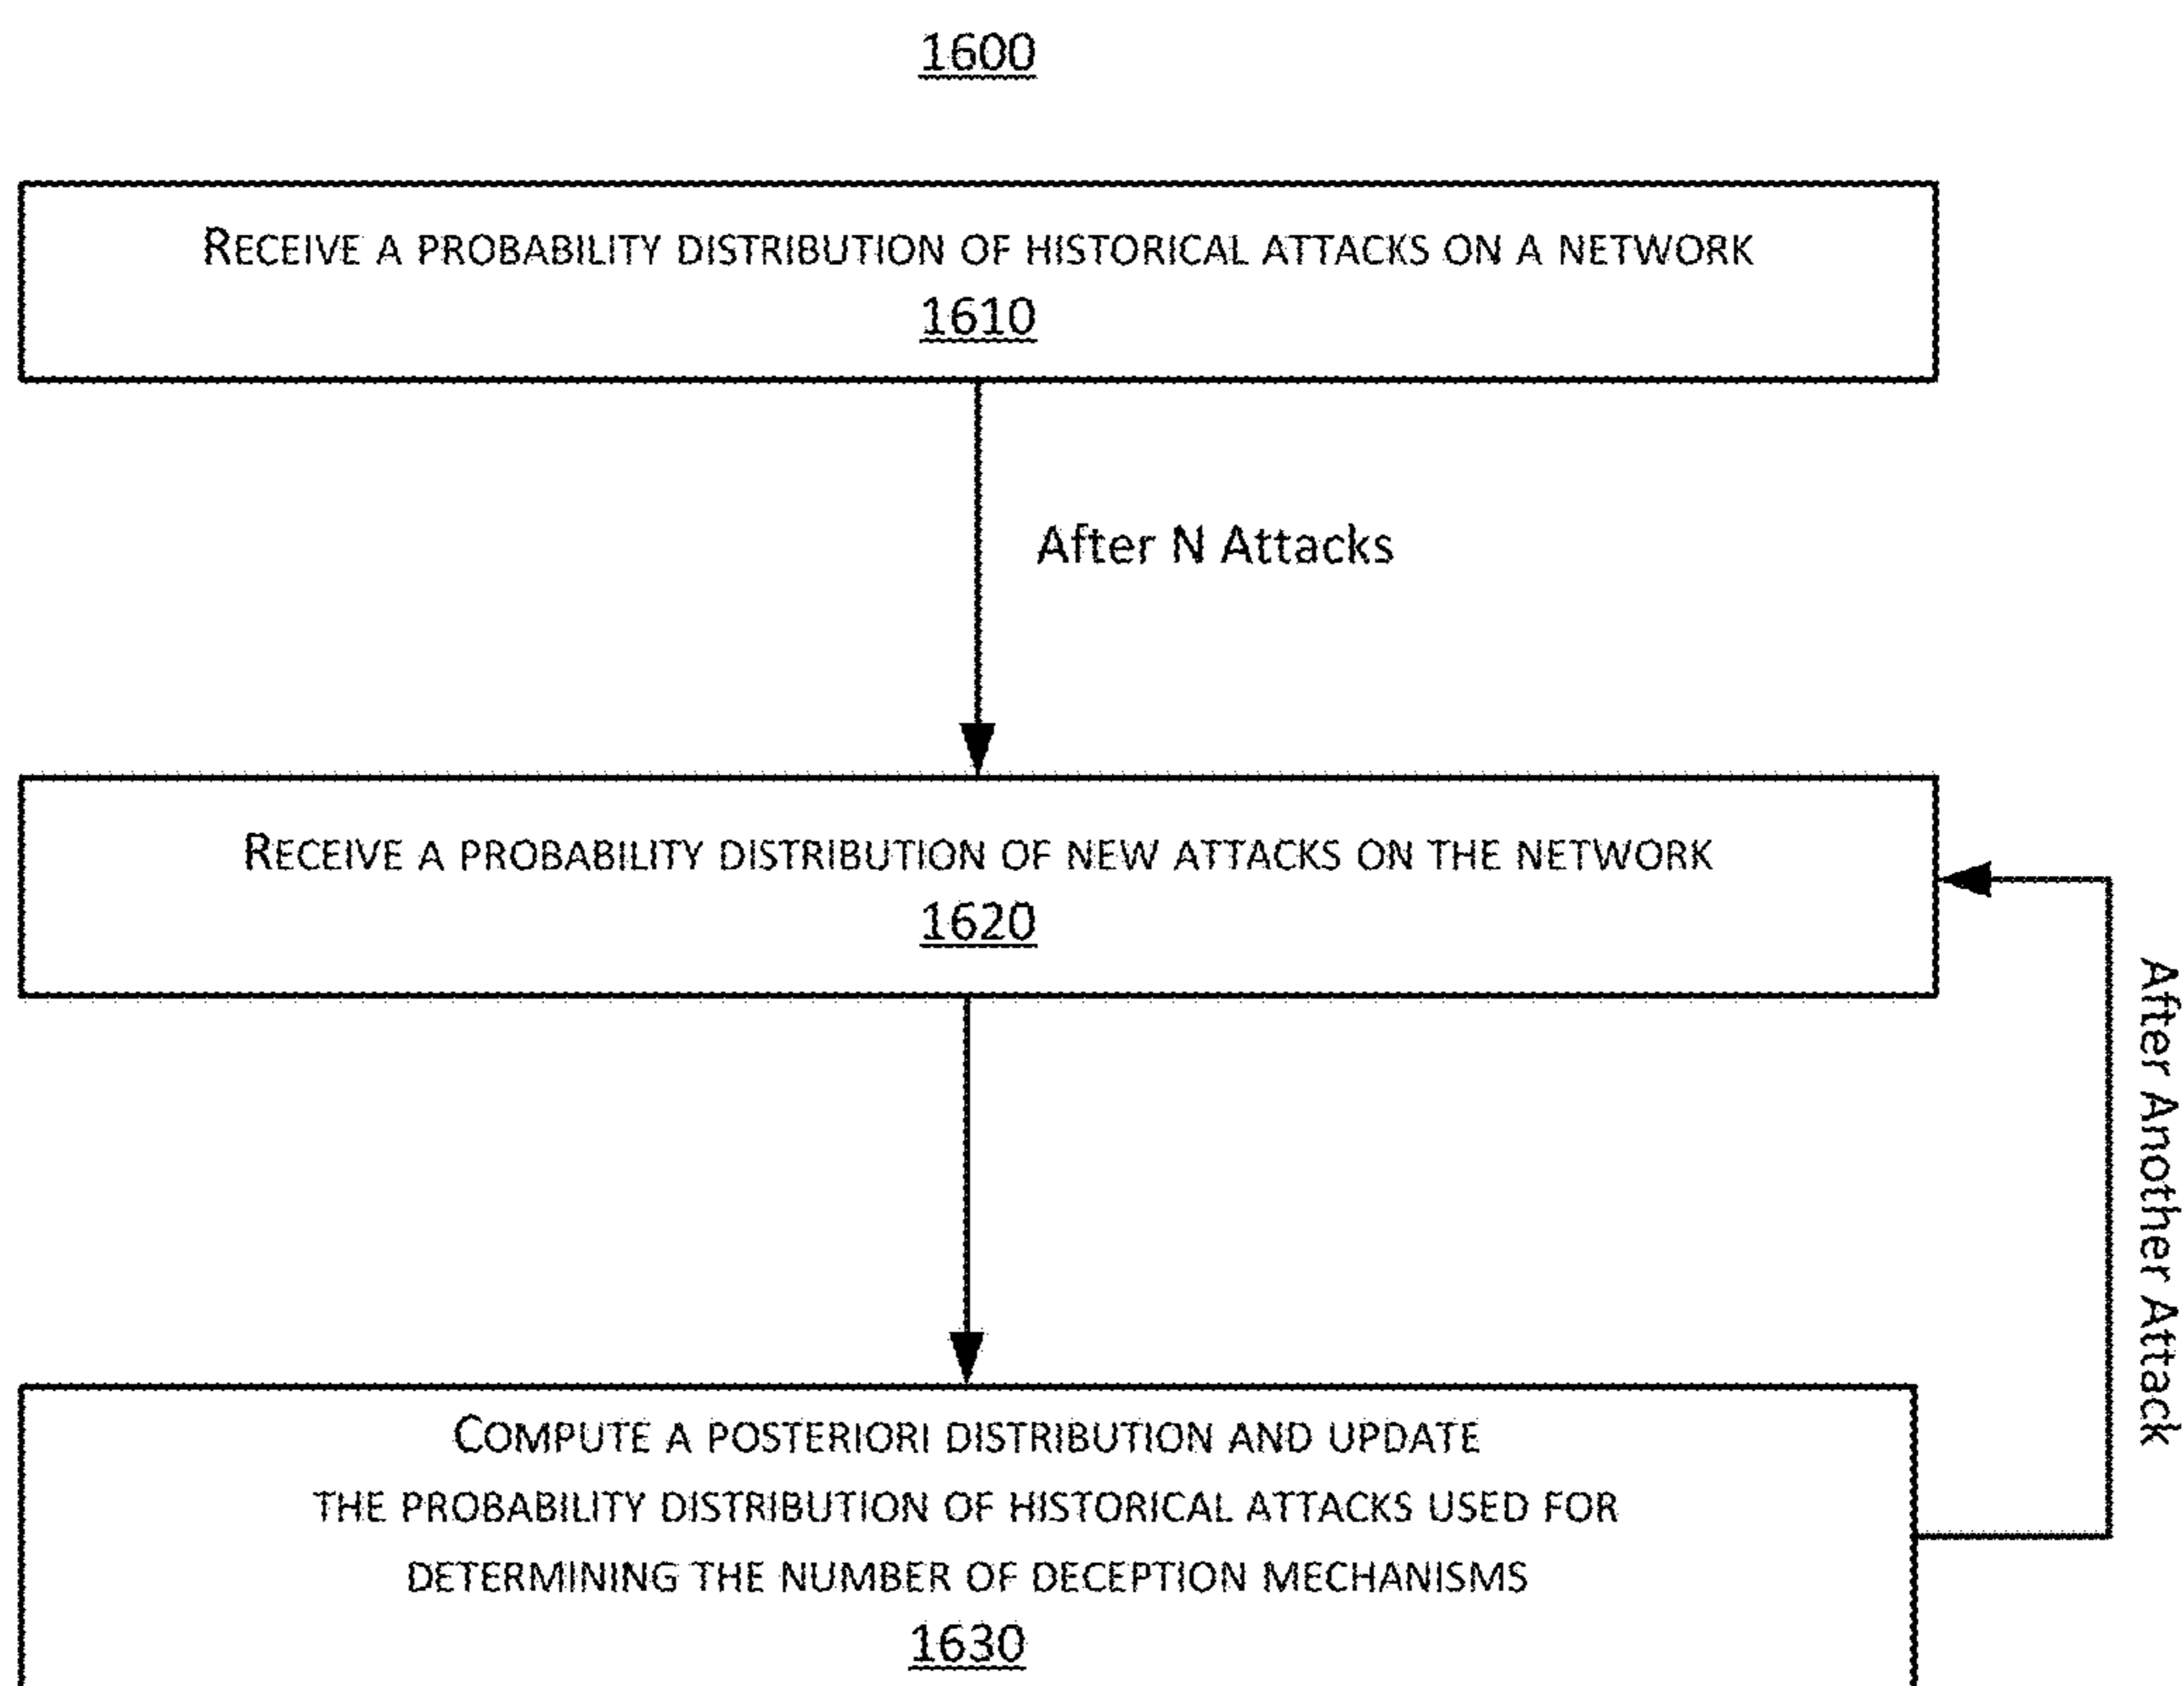 1600
RECEIVE A PROBABILITY DISTRIBUTION OF HISTORICAL ATTACKS ON A NETWORK
1610
After N Attacks
RECEIVE A PROBABILITY DISTRIBUTION OF NEW ATTACKS ON THE NETWORK
1620
After Another Attack
COMPUTE A POSTERIORI DISTRIBUTION AND UPDATE
THE PROBABILITY DISTRIBUTION OF HISTORICAL ATTACKS USED FOR
DETERMINING THE NUMBER OF DECEPTION MECHANISMS
1630